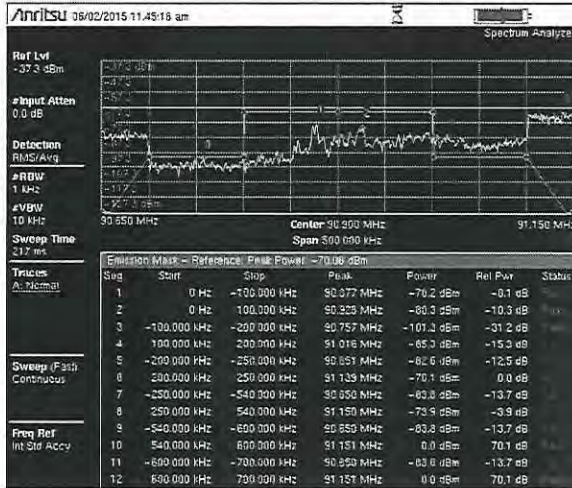 Anritsu 06/02/2015 11:45:16 am
Spectrum Analyzer
Ref Lvl
-37.3 dBm
#Input Atten
0.0 dB
Detection
RMS/Avg
#RBW
1 kHz
#VBW
10 kHz
Sweep Time
217 ms
Traces
A: Normal
Sweep (Fast)
Continuous
Freq Ref
Int Std Accy
-37.3 dBm
90.650 MHz
Center 90.900 MHz
91.150 MHz
Span 500.000 kHz
Emission Mask - Reference: Peak Power -70.06 dBm
Seg Start Stop Peak Power Rel Pwr Status
1 0 Hz -100.000 kHz 90.877 MHz -70.2 dBm -0.1 dB
2 0 Hz 100.000 kHz 90.925 MHz -80.3 dBm -10.3 dB
3 -100.000 kHz -200.000 kHz 90.757 MHz -101.3 dBm -31.2 dB
4 100.000 kHz 200.000 kHz 91.016 MHz -85.3 dBm -15.3 dB
5 -200.000 kHz -250.000 kHz 90.651 MHz -82.6 dBm -12.5 dB
6 200.000 kHz 250.000 kHz 91.139 MHz -70.1 dBm 0.0 dB
7 -250.000 kHz -540.000 kHz 90.650 MHz -83.8 dBm -13.7 dB
8 250.000 kHz 540.000 kHz 91.150 MHz -73.9 dBm -3.9 dB
9 -540.000 kHz -600.000 kHz 90.650 MHz -83.8 dBm -13.7 dB
10 540.000 kHz 600.000 kHz 91.151 MHz 0.0 dBm 70.1 dB
11 -600.000 kHz -700.000 kHz 90.650 MHz -83.8 dBm -13.7 dB
12 600.000 kHz 700.000 kHz 91.151 MHz 0.0 dBm 70.1 dB